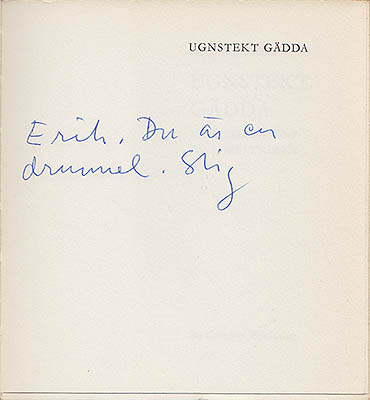 UGNSTEKT GÄDDA
Erik. Du är en
drummel. Stig